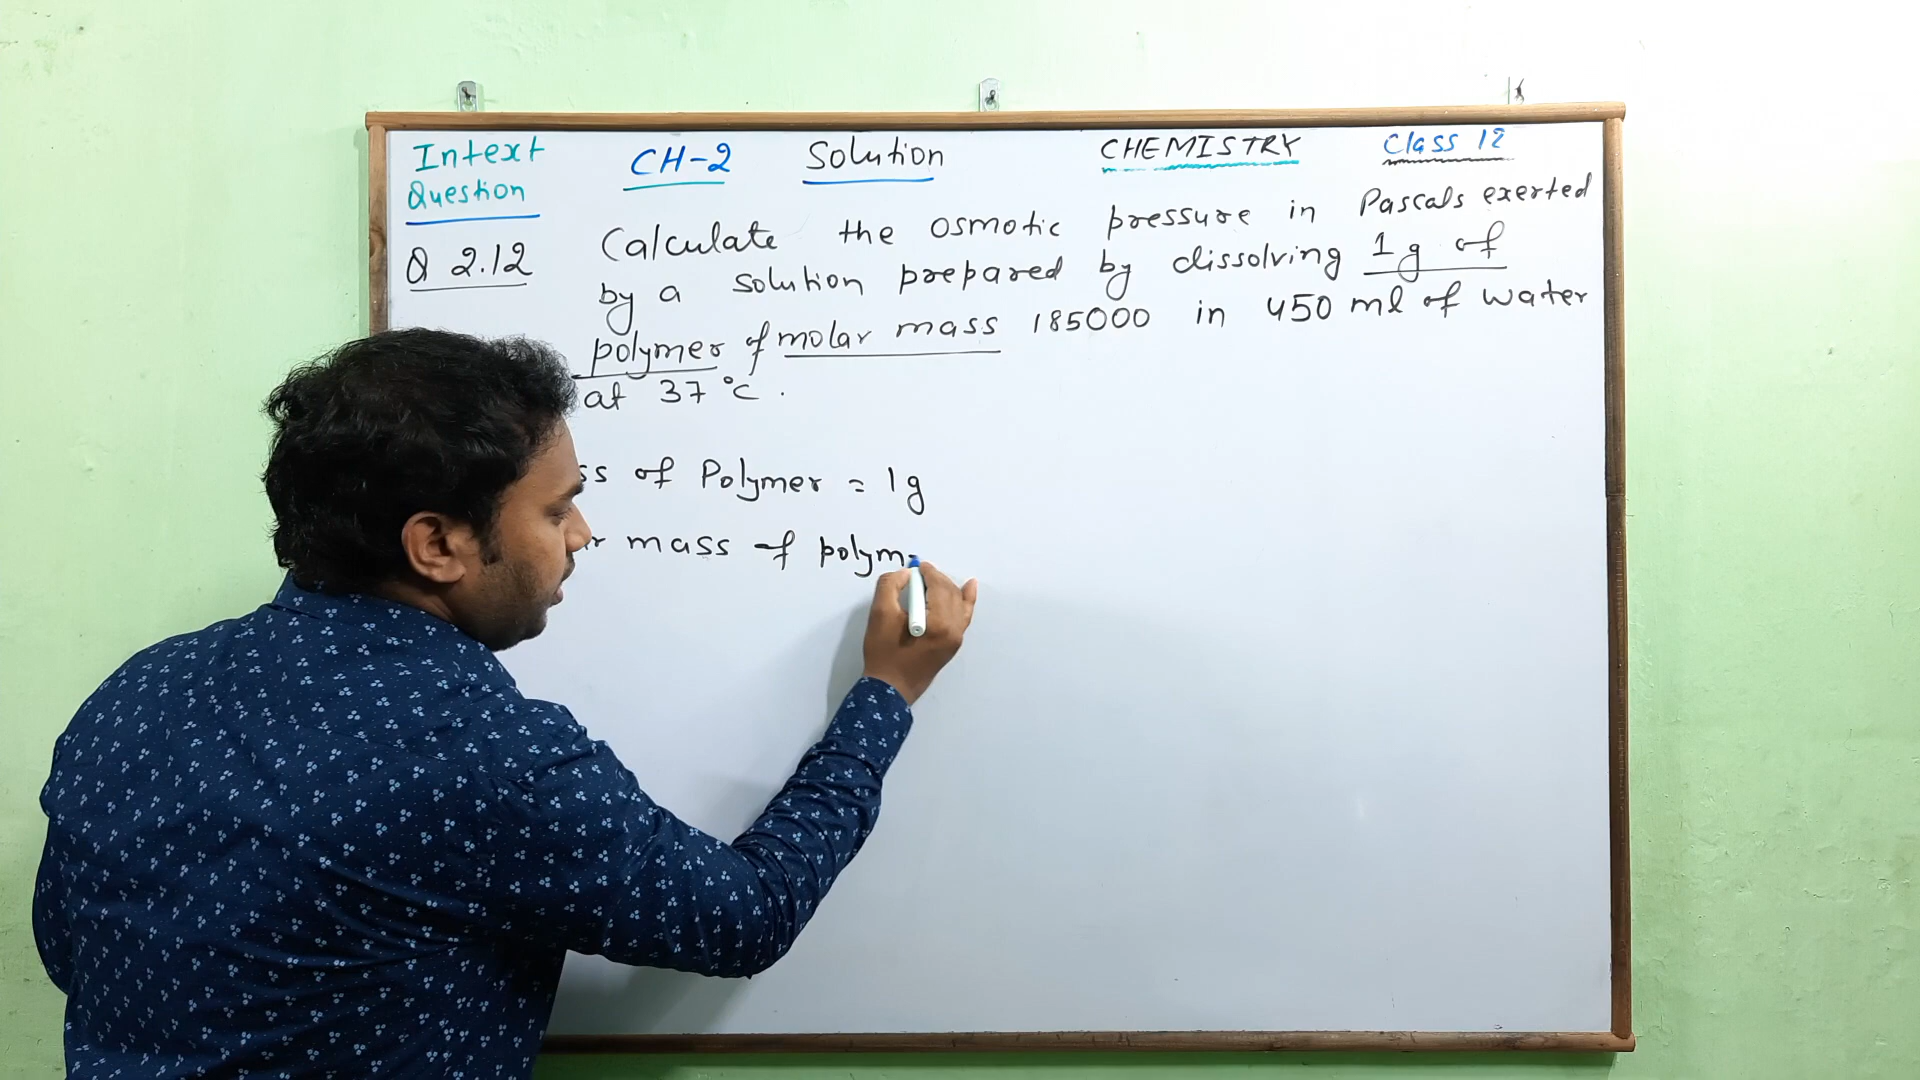 Intext Question
CH-2 Solution CHEMISTRY Class 12
Q 2.12
Calculate the osmotic pressure in Pascals exerted
by a solution prepared by dissolving 1g of
polymer of molar mass 185000 in 450 ml of water
at 37°C.
of Polymer = 1g
mass of